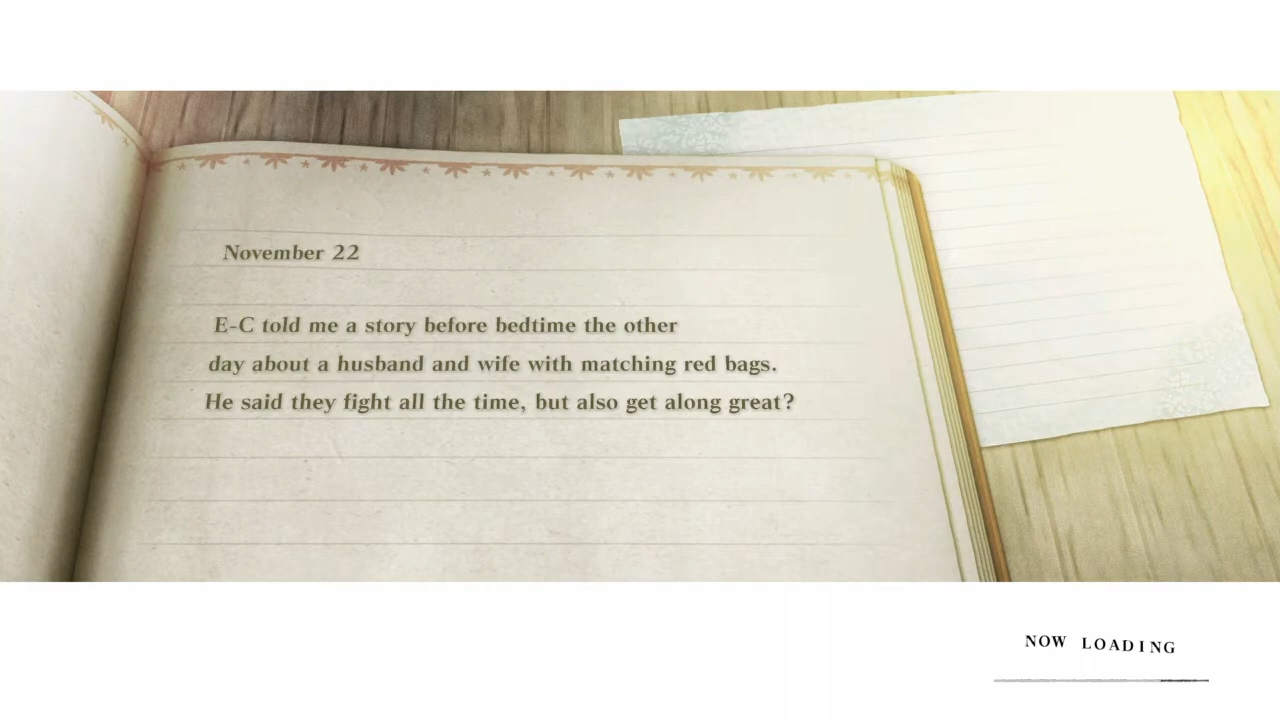 November 22
E-C told me a story before bedtime the other
day about a husband and wife with matching red bags.
He said they fight all the time, but also get along great?
NOW LOADING